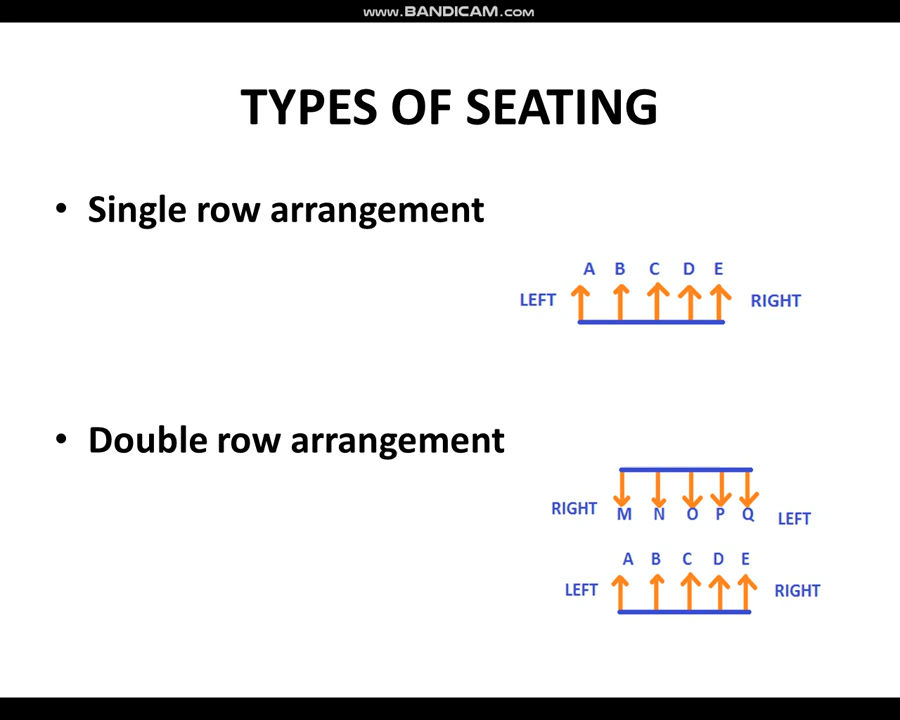 www.BANDICAM.com
TYPES OF SEATING
• Single row arrangement
A B C D E
LEFT RIGHT
• Double row arrangement
RIGHT M N O P Q LEFT
A B C D E
LEFT RIGHT